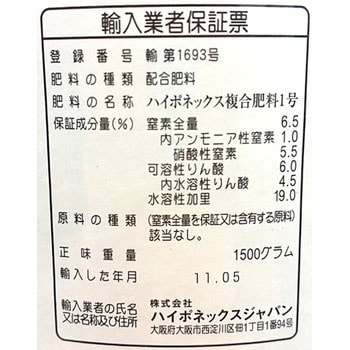 輸入業者保証票
登録番号 輸 第1693号
肥料の種類 配合肥料
肥料の名称 ハイポネックス複合肥料1号
保証成分量(%) 窒素全量 6.5
内アンモニア性窒素 1.0
硝酸性窒素 5.5
可溶性りん酸 6.0
内水溶性りん酸 4.5
水溶性加里 19.0
原料の種類 (窒素全量を保証又は含有する原料)
該当なし。
正味重量 1500グラム
輸入した年月 11.05
輸入業者の氏名 株式会社
又は名称及び住所 ハイポネックスジャパン
大阪府大阪市西淀川区佃1丁目1番94号